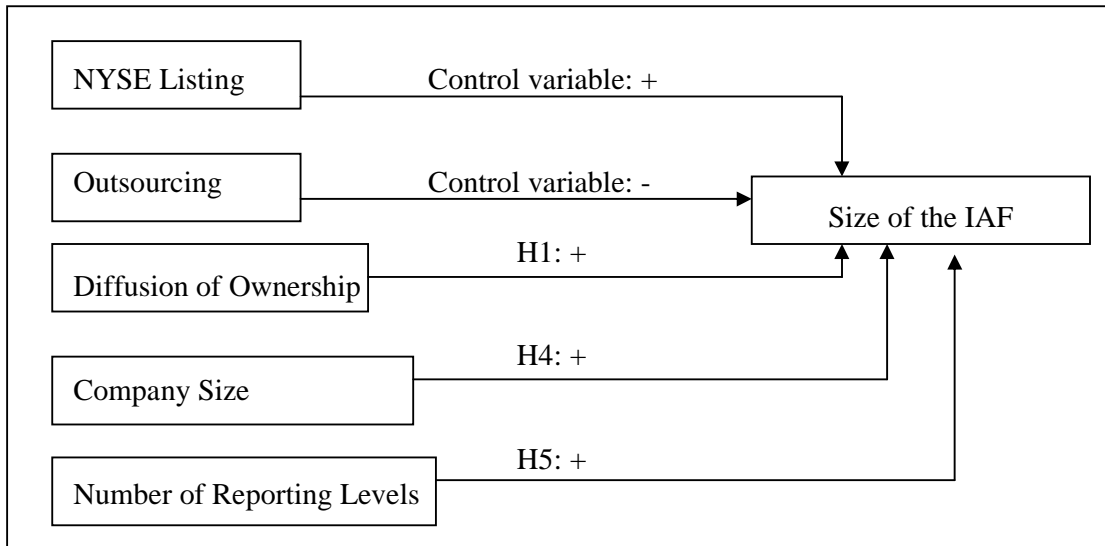 NYSE Listing
Control variable: +
Outsourcing
Control variable: -
Size of the IAF
H1: +
Diffusion of Ownership
H4: +
Company Size
H5: +
Number of Reporting Levels